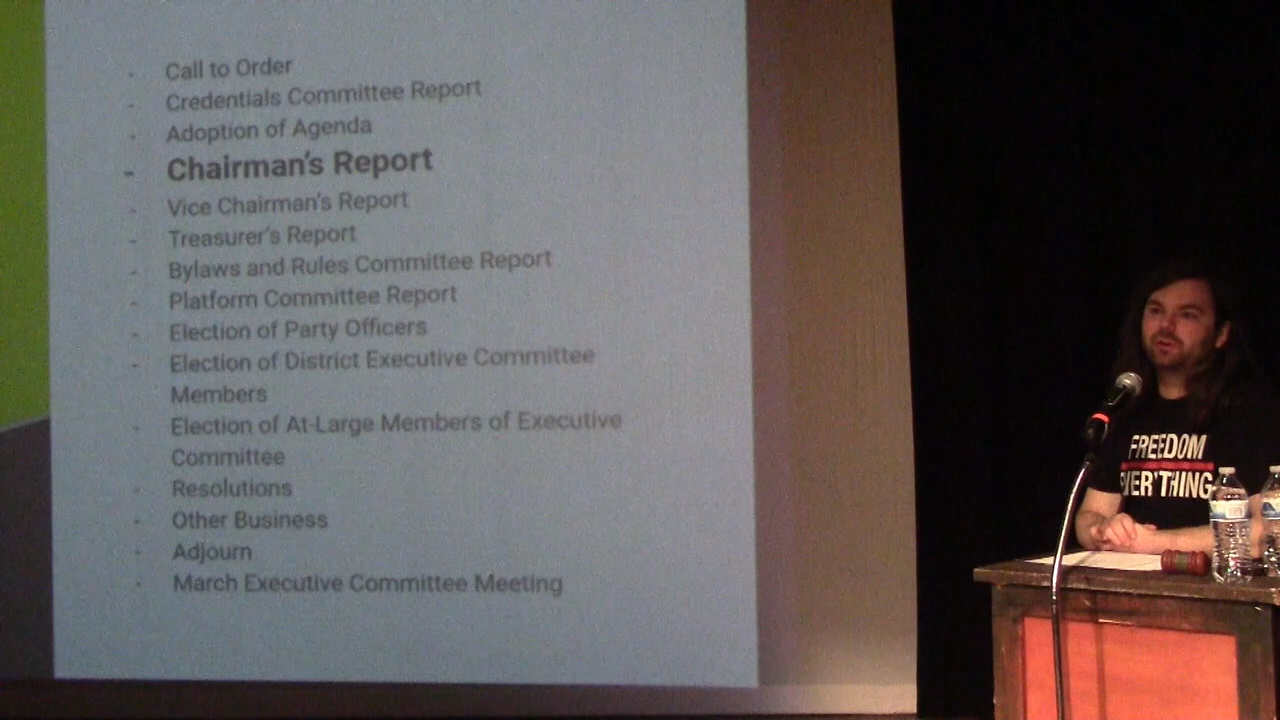 - Call to Order
- Credentials Committee Report
- Adoption of Agenda
- Chairman's Report
- Vice Chairman's Report
- Treasurer's Report
- Bylaws and Rules Committee Report
- Platform Committee Report
- Election of Party Officers
- Election of District Executive Committee
Members
- Election of At-Large Members of Executive
Committee
- Resolutions
- Other Business
- Adjourn
- March Executive Committee Meeting
FREEDOM